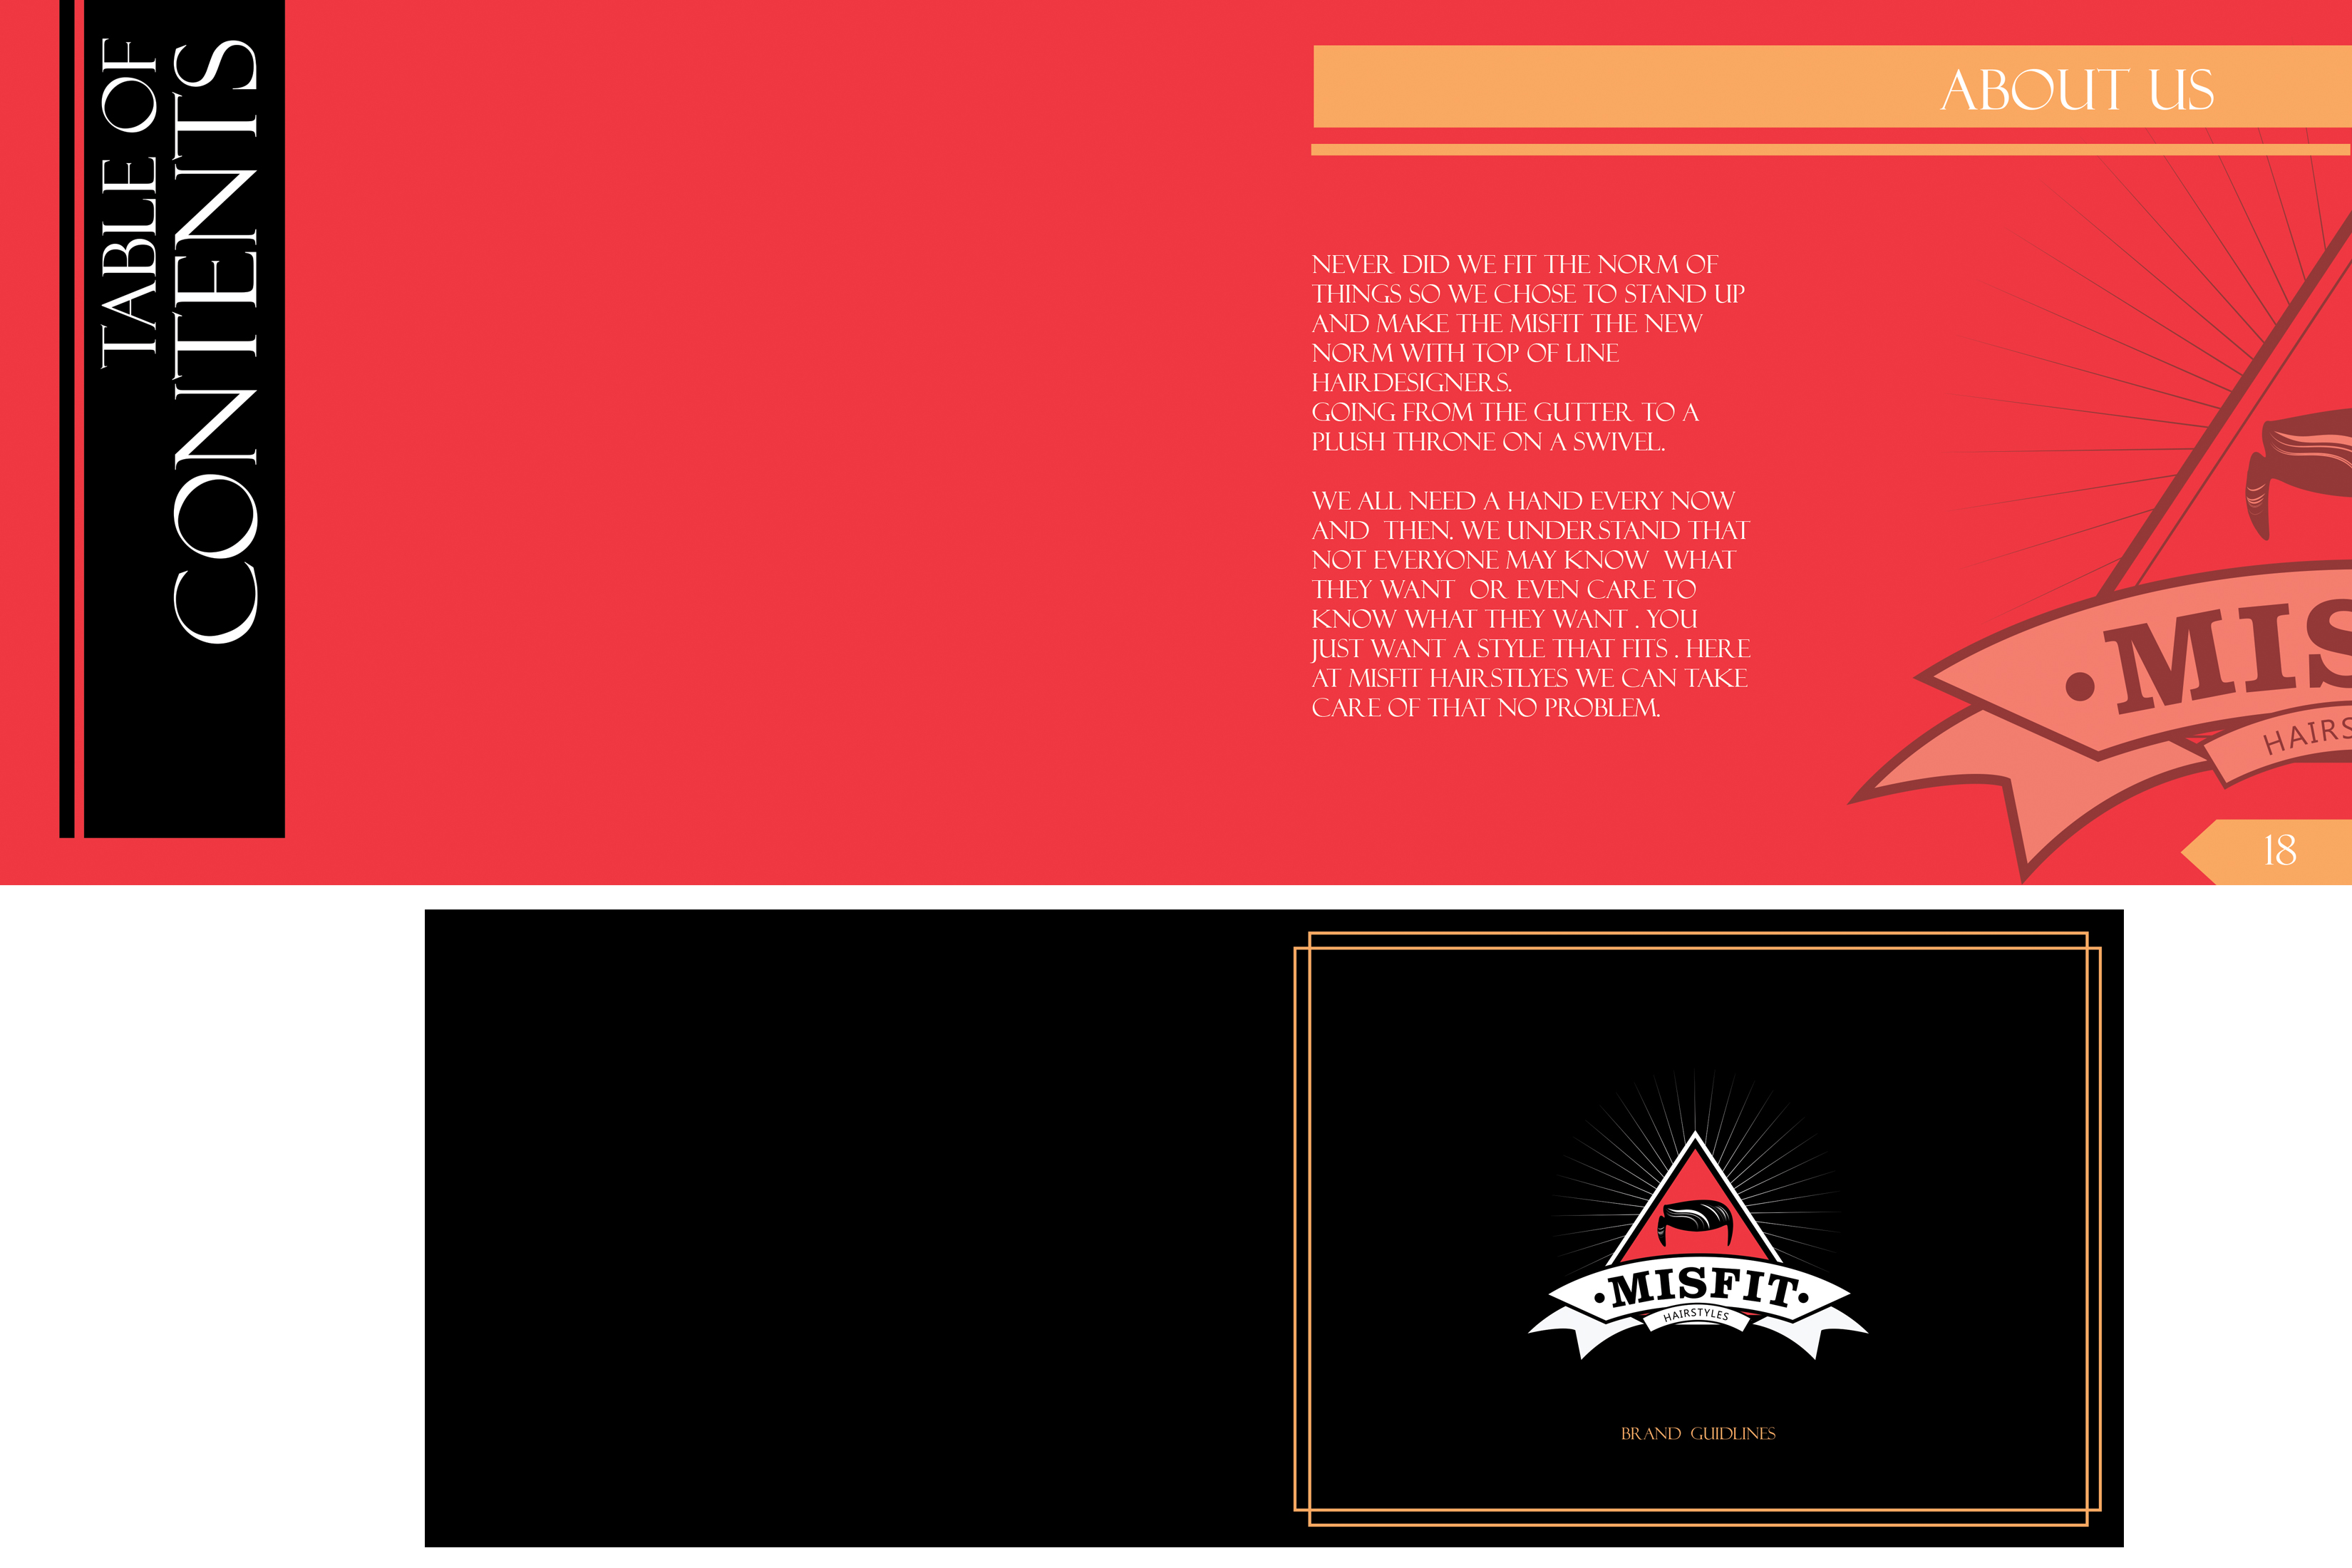 TABLE OF
CONTENTS
ABOUT US
NEVER DID WE FIT THE NORM OF
THINGS SO WE CHOSE TO STAND UP
AND MAKE THE MISFIT THE NEW
NORM WITH TOP OF LINE
HAIRDESIGNERS.
GOING FROM THE GUTTER TO A
PLUSH THRONE ON A SWIVEL.
WE ALL NEED A HAND EVERY NOW
AND THEN. WE UNDERSTAND THAT
NOT EVERYONE MAY KNOW WHAT
THEY WANT OR EVEN CARE TO
KNOW WHAT THEY WANT . YOU
JUST WANT A STYLE THAT FITS . HERE
AT MISFIT HAIRSTLYES WE CAN TAKE
CARE OF THAT NO PROBLEM.
•MIS
HAIRS
18
•MISFIT•
HAIRSTYLES
BRAND GUIDLINES